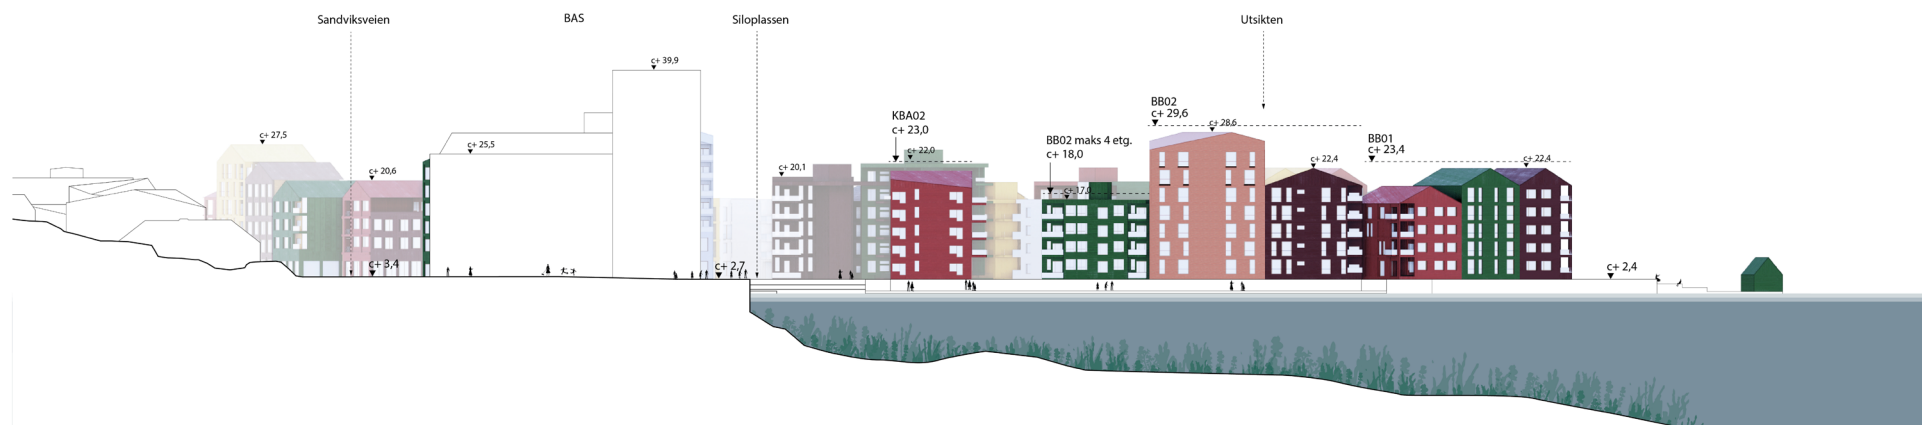 Sandviksveien
BAS
Siloplassen
Utsikten
c+ 39,9
c+ 27,5
c+ 25,5
c+ 20,6
c+ 3,4
c+ 2,7
c+ 20,1
KBA02
c+ 23,0
c+ 22,0
BB02 maks 4 etg.
c+ 18,0
c+ 17,0
BB02
c+ 29,6
c+ 28,6
c+ 22,4
BB01
c+ 23,4
c+ 22,4
c+ 2,4